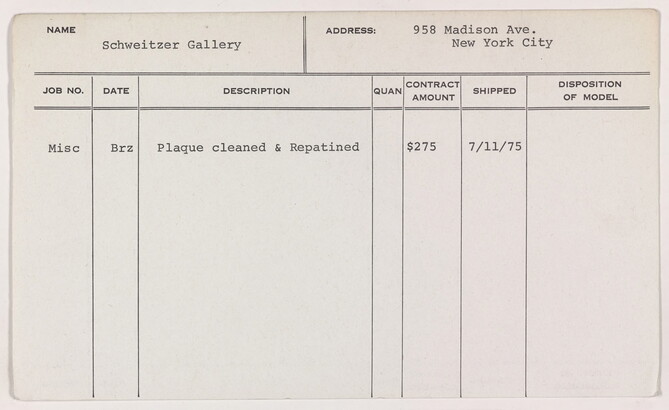 NAME
Schweitzer Gallery
ADDRESS:
958 Madison Ave.
New York City
JOB NO. DATE DESCRIPTION QUAN CONTRACT AMOUNT SHIPPED DISPOSITION OF MODEL
Misc Brz Plaque cleaned & Repatined $275 7/11/75